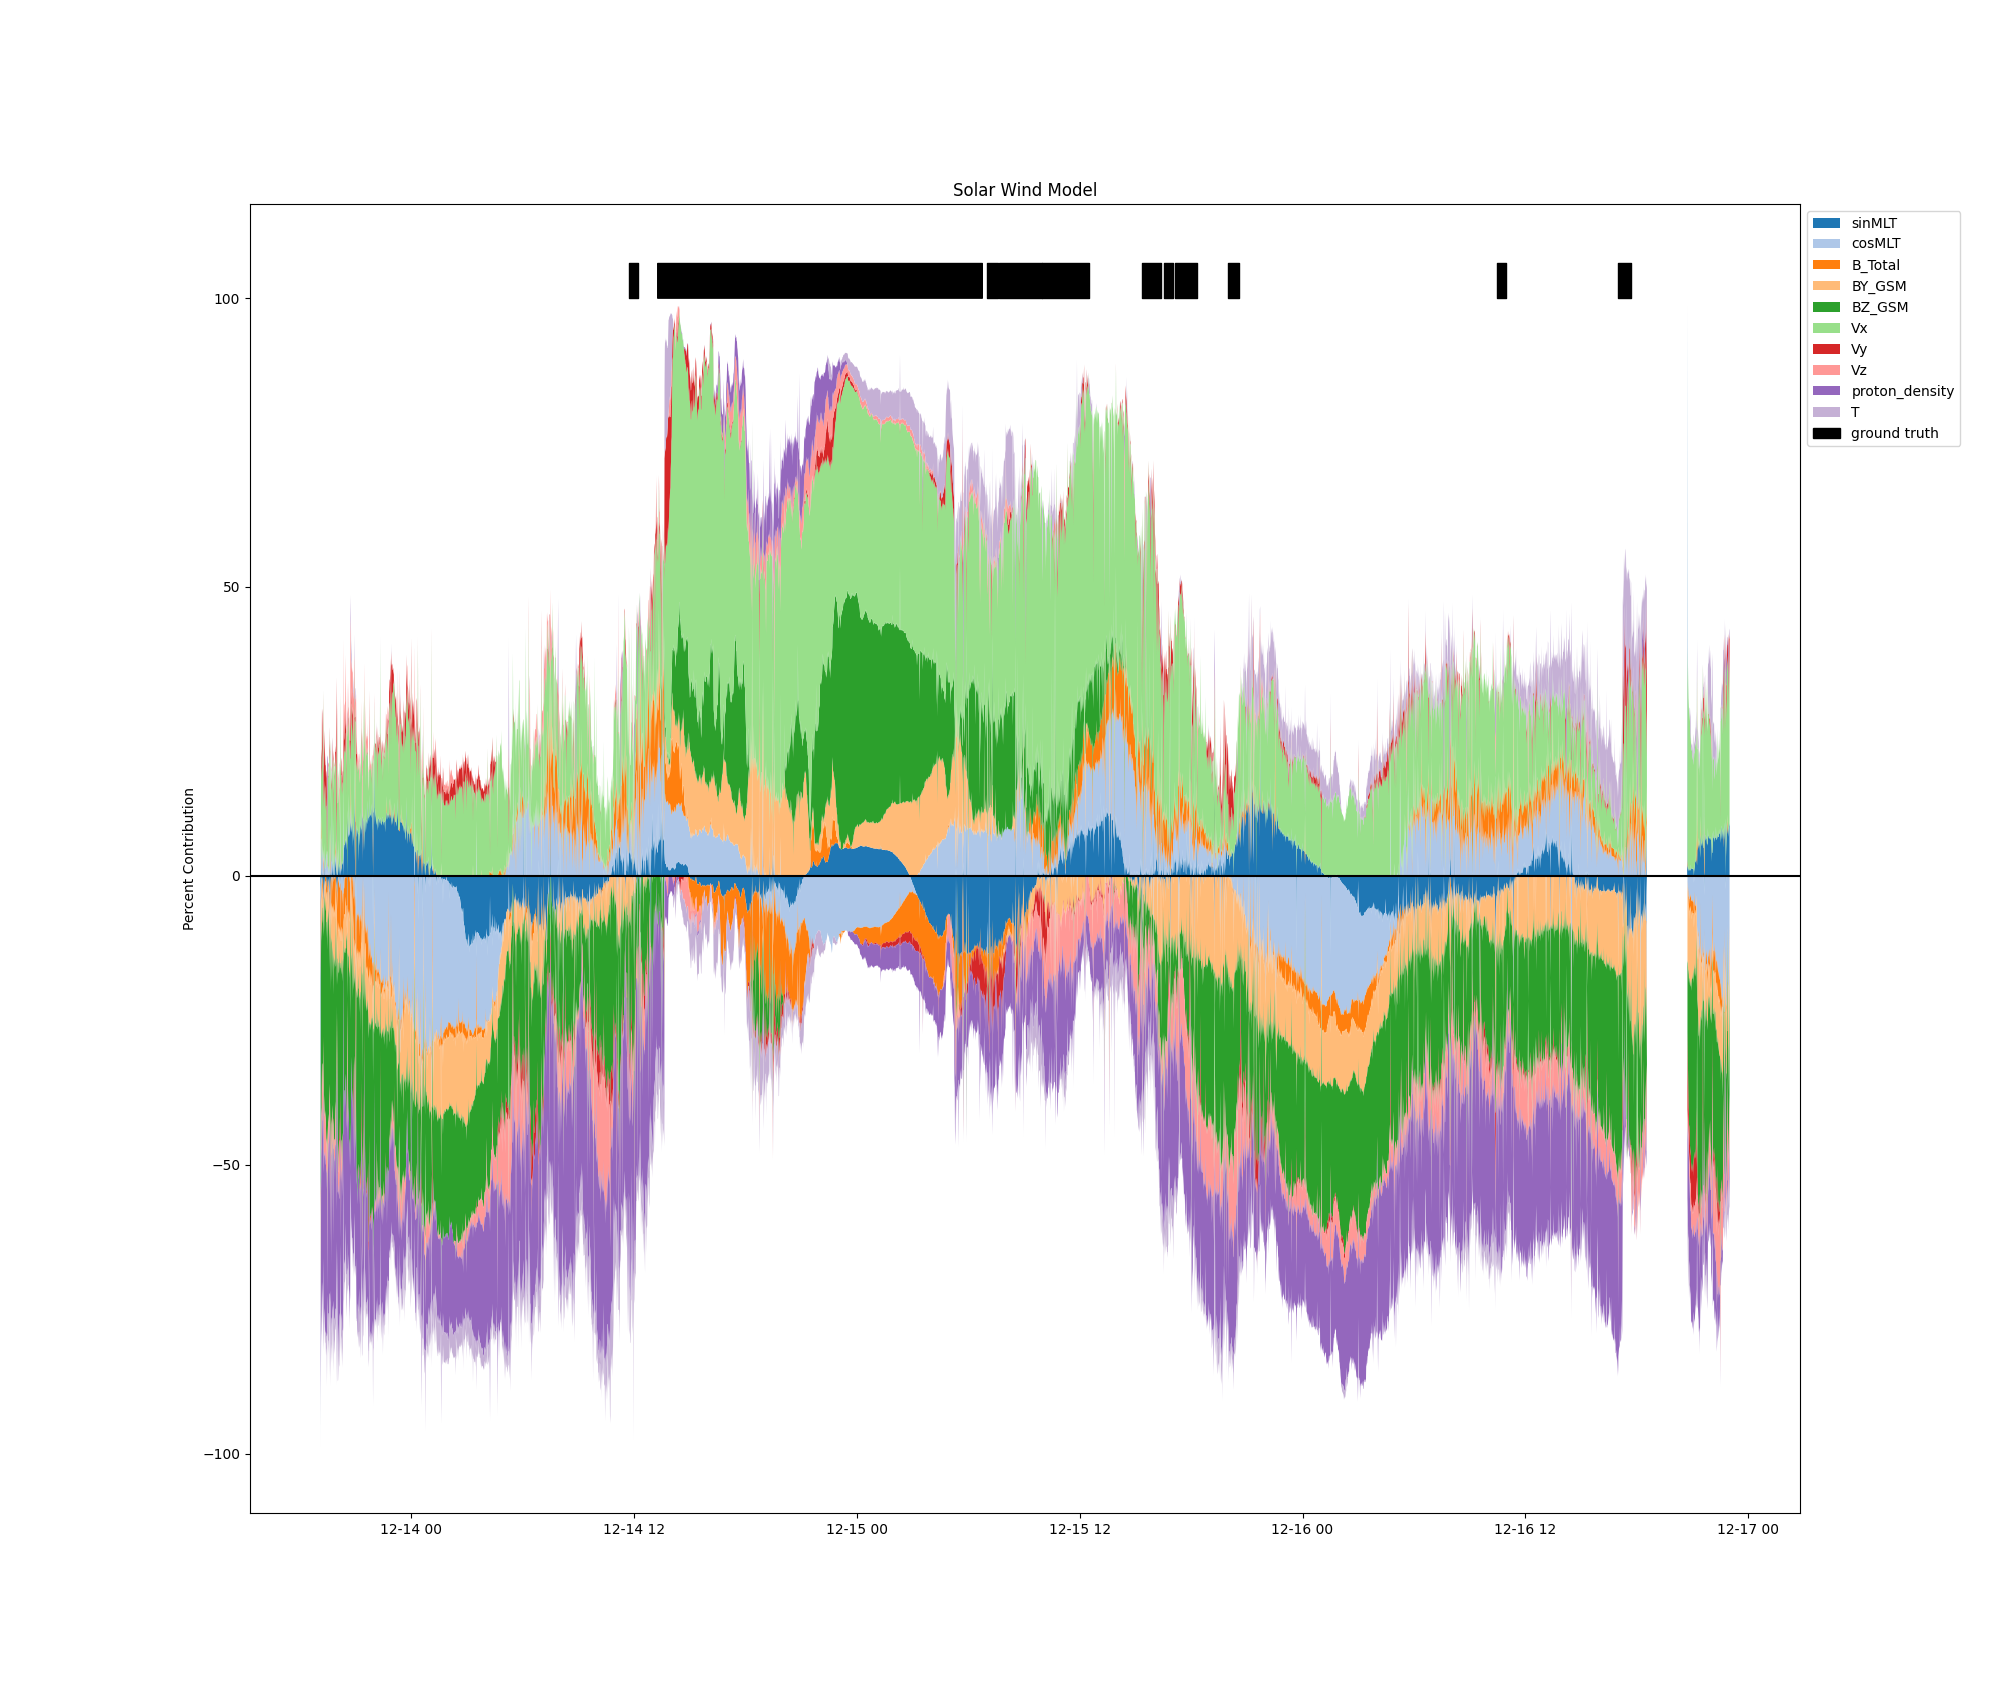 Solar Wind Model
sinMLT
cosMLT
B_Total
BY_GSM
BZ_GSM
Vx
Vy
Vz
proton_density
T
ground truth
100
50
0
−50
−100
Percent Contribution
12-14 00
12-14 12
12-15 00
12-15 12
12-16 00
12-16 12
12-17 00